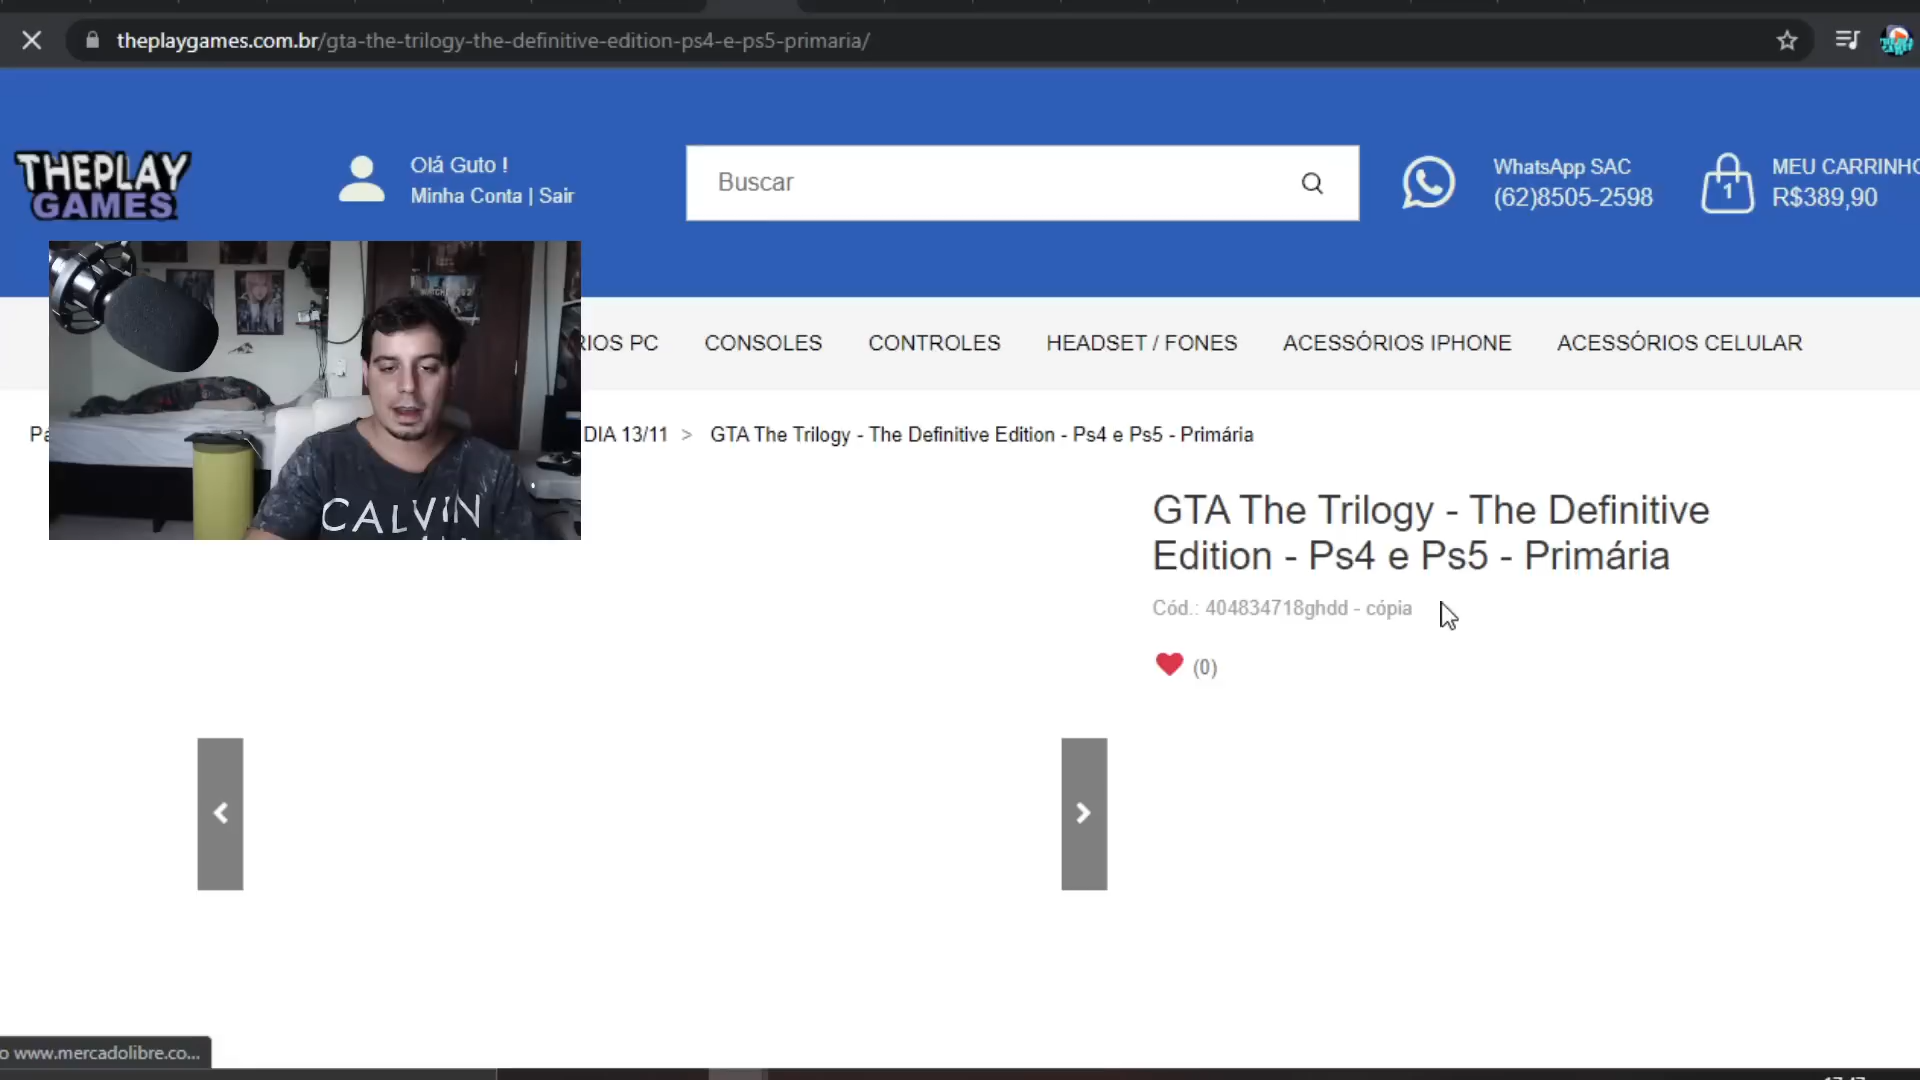 theplaygames.com.br/gta-the-trilogy-the-definitive-edition-ps4-e-ps5-primaria/
THEPLAY
GAMES
Olá Guto !
Minha Conta | Sair
Buscar
WhatsApp SAC
(62)8505-2598
1
MEU CARRINHO
R$389,90
RIOS PC
CONSOLES
CONTROLES
HEADSET / FONES
ACESSÓRIOS IPHONE
ACESSÓRIOS CELULAR
DIA 13/11 > GTA The Trilogy - The Definitive Edition - Ps4 e Ps5 - Primária
CALVIN
GTA The Trilogy - The Definitive
Edition - Ps4 e Ps5 - Primária
Cód.: 404834718ghdd - cópia
(0)
o www.mercadolibre.co...